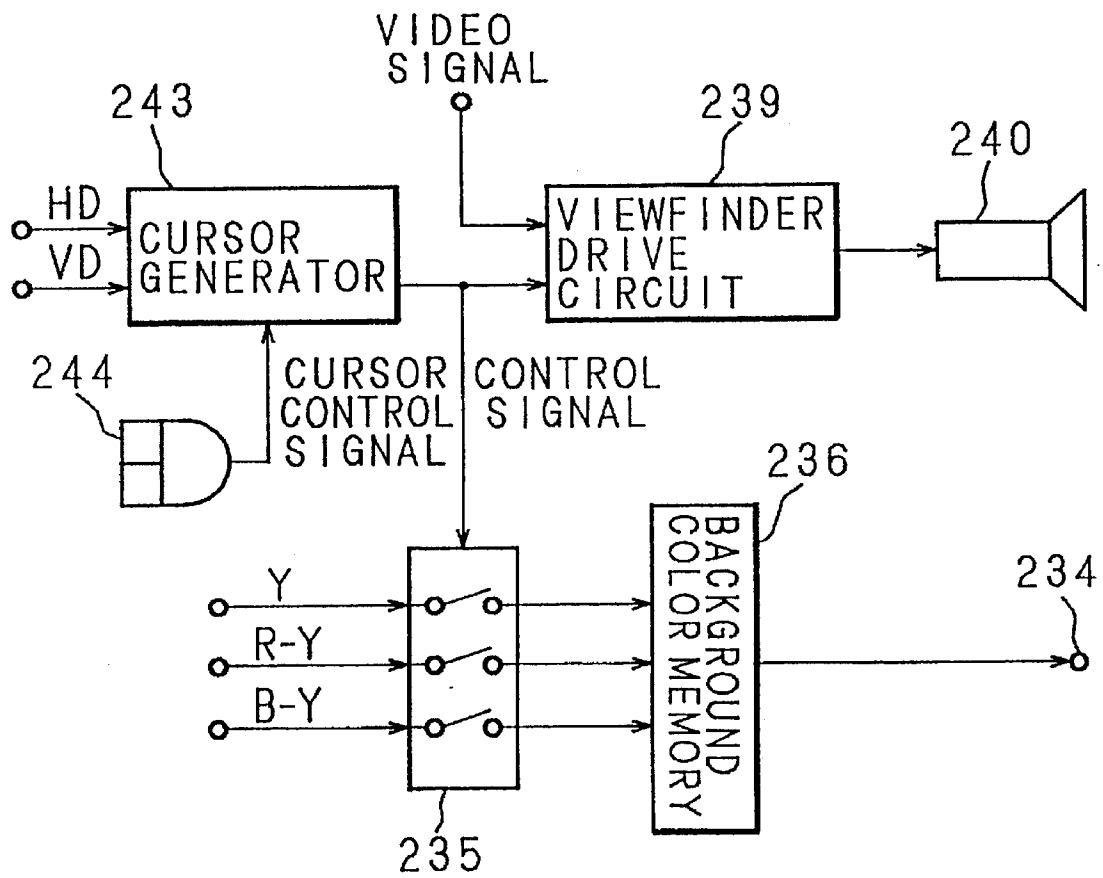 VIDEO
SIGNAL
243
239
240
HD
VD
CURSOR
GENERATOR
VIEWFINDER
DRIVE
CIRCUIT
244
CURSOR
CONTROL
SIGNAL
CONTROL
SIGNAL
236
BACKGROUND
COLOR MEMORY
234
Y
R-Y
B-Y
235